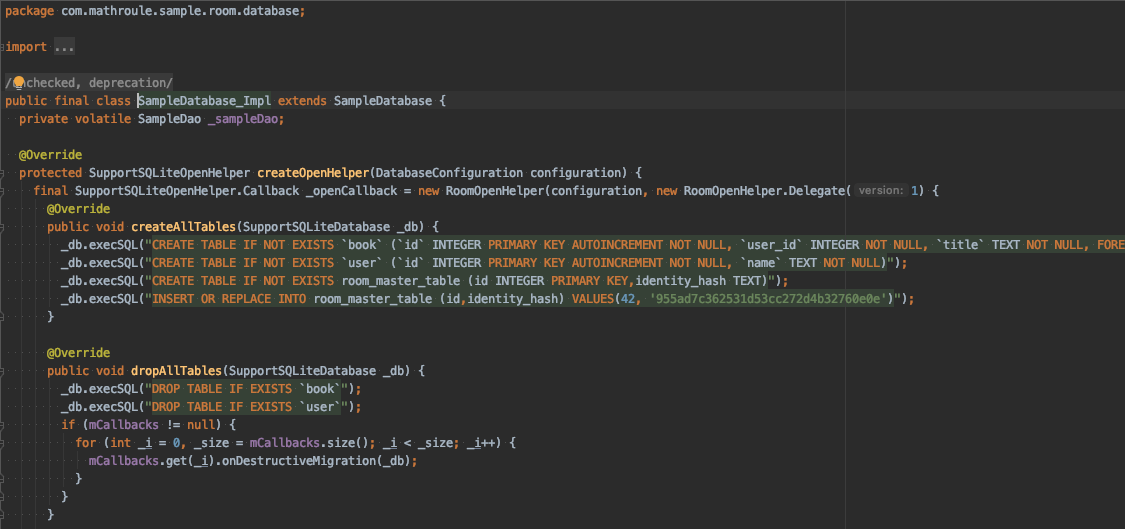 package com.mathroule.sample.room.database;
import ...
/unchecked, deprecation/
public final class SampleDatabase_Impl extends SampleDatabase {
private volatile SampleDao _sampleDao;
@Override
protected SupportSQLiteOpenHelper createOpenHelper(DatabaseConfiguration configuration) {
final SupportSQLiteOpenHelper.Callback _openCallback = new RoomOpenHelper(configuration, new RoomOpenHelper.Delegate( version: 1) {
@Override
public void createAllTables(SupportSQLiteDatabase _db) {
_db.execSQL("CREATE TABLE IF NOT EXISTS `book` (`id` INTEGER PRIMARY KEY AUTOINCREMENT NOT NULL, `user_id` INTEGER NOT NULL, `title` TEXT NOT NULL, FORE
_db.execSQL("CREATE TABLE IF NOT EXISTS `user` (`id` INTEGER PRIMARY KEY AUTOINCREMENT NOT NULL, `name` TEXT NOT NULL)");
_db.execSQL("CREATE TABLE IF NOT EXISTS room_master_table (id INTEGER PRIMARY KEY,identity_hash TEXT)");
_db.execSQL("INSERT OR REPLACE INTO room_master_table (id,identity_hash) VALUES(42, '955ad7c362531d53cc272d4b32760e0e')");
}
@Override
public void dropAllTables(SupportSQLiteDatabase _db) {
_db.execSQL("DROP TABLE IF EXISTS `book`");
_db.execSQL("DROP TABLE IF EXISTS `user`");
if (mCallbacks != null) {
for (int _i = 0, _size = mCallbacks.size(); _i < _size; _i++) {
mCallbacks.get(_i).onDestructiveMigration(_db);
}
}
}